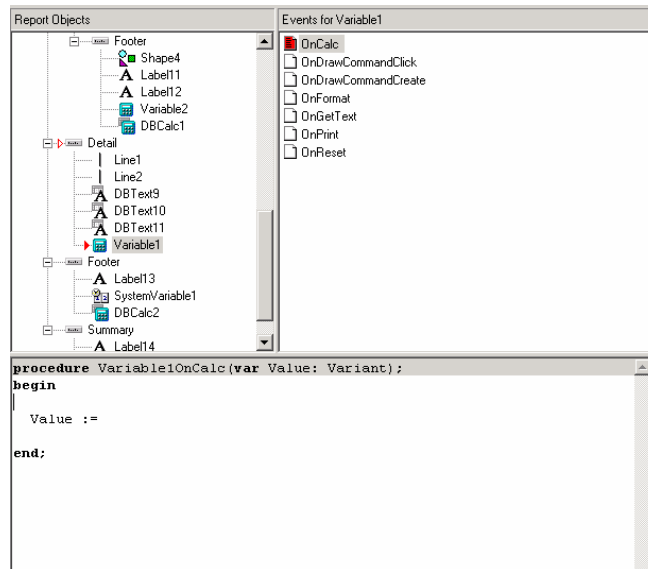 Report Objects
Footer
Shape4
Label11
Label12
Variable2
DBCalc1
Detail
Line1
Line2
DBText9
DBText10
DBText11
Variable1
Footer
Label13
SystemVariable1
DBCalc2
Summary
Label14
Events for Variable1
OnCalc
OnDrawCommandClick
OnDrawCommandCreate
OnFormat
OnGetText
OnPrint
OnReset
procedure Variable1OnCalc(var Value: Variant);
begin
Value :=
end;